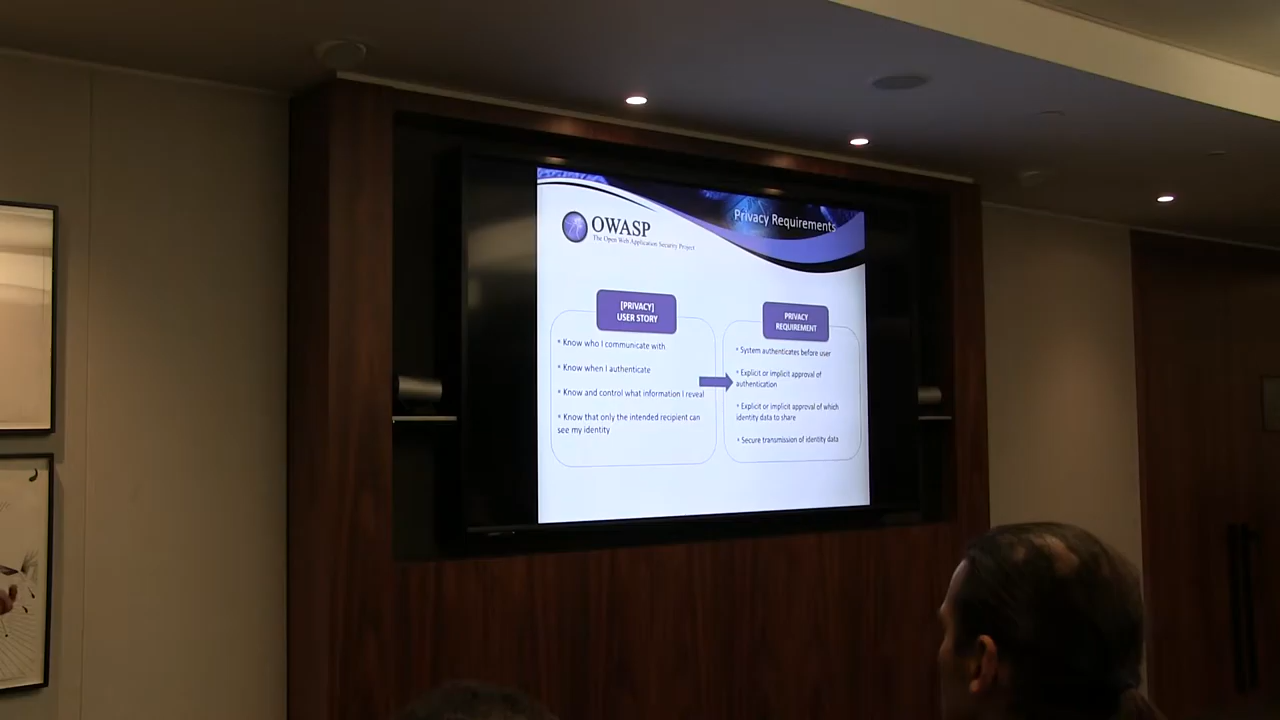 Privacy Requirements
OWASP
The Open Web Application Security Project
[PRIVACY]
USER STORY
* Know who I communicate with
* Know when I authenticate
* Know and control what information I reveal
* Know that only the intended recipient can
see my identity
PRIVACY
REQUIREMENT
* System authenticates before user
* Explicit or implicit approval of
authentication
* Explicit or implicit approval of which
identity data to share
* Secure transmission of identity data